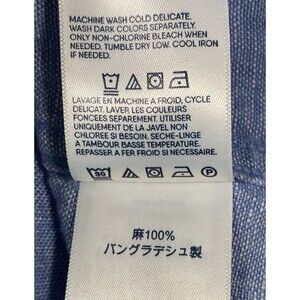 MACHINE WASH COLD DELICATE.
WASH DARK COLORS SEPARATELY.
ONLY NON-CHLORINE BLEACH WHEN
NEEDED. TUMBLE DRY LOW. COOL IRON
IF NEEDED.
LAVAGE EN MACHINE A FROID, CYCLE
DELICAT. LAVER LES COULEURS
FONCEES SEPAREMENT. UTILISER
UNIQUEMENT DE LA JAVEL NON
CHLOREE SI BESOIN. SECHE-LINGE
A TAMBOUR BASSE TEMPERATURE.
REPASSER A FER FROID SI NECESSAIRE.
30 P
麻100%
バングラデシュ製